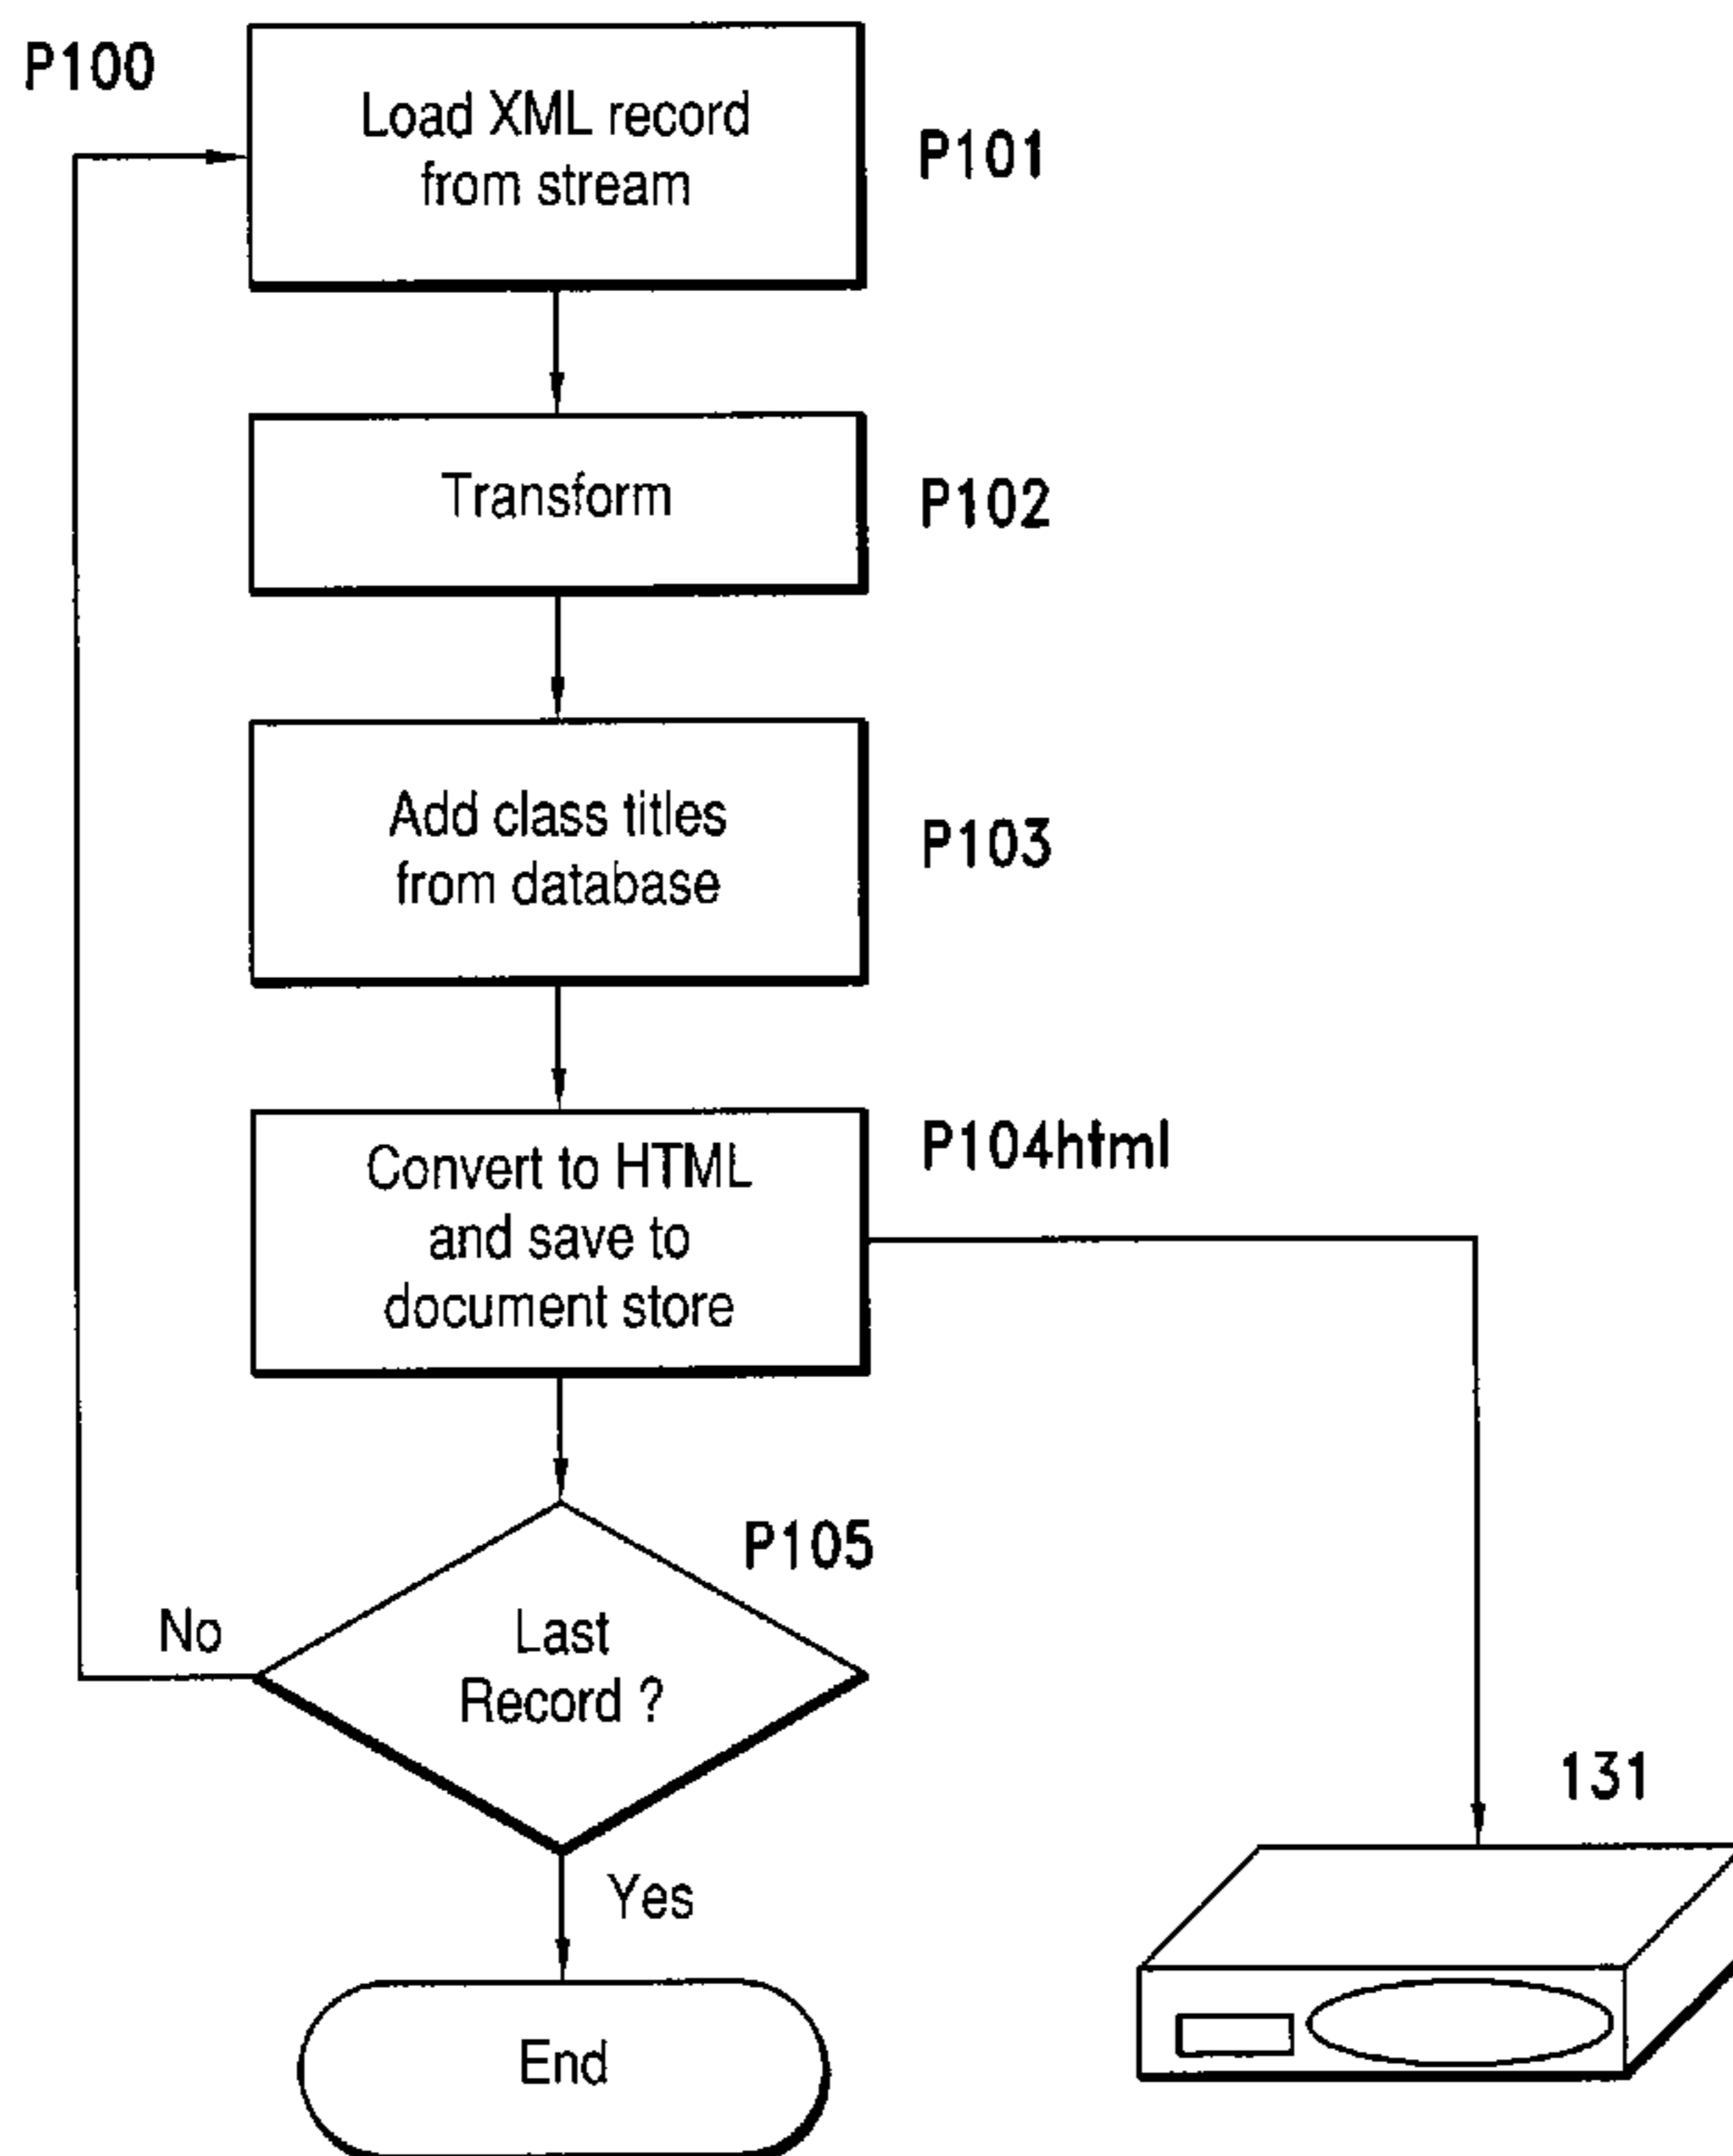 P100
Load XML record
from stream
P101
Transform
P102
Add class titles
from database
P103
Convert to HTML
and save to
document store
P104html
Last
Record ?
P105
No
Yes
131
End